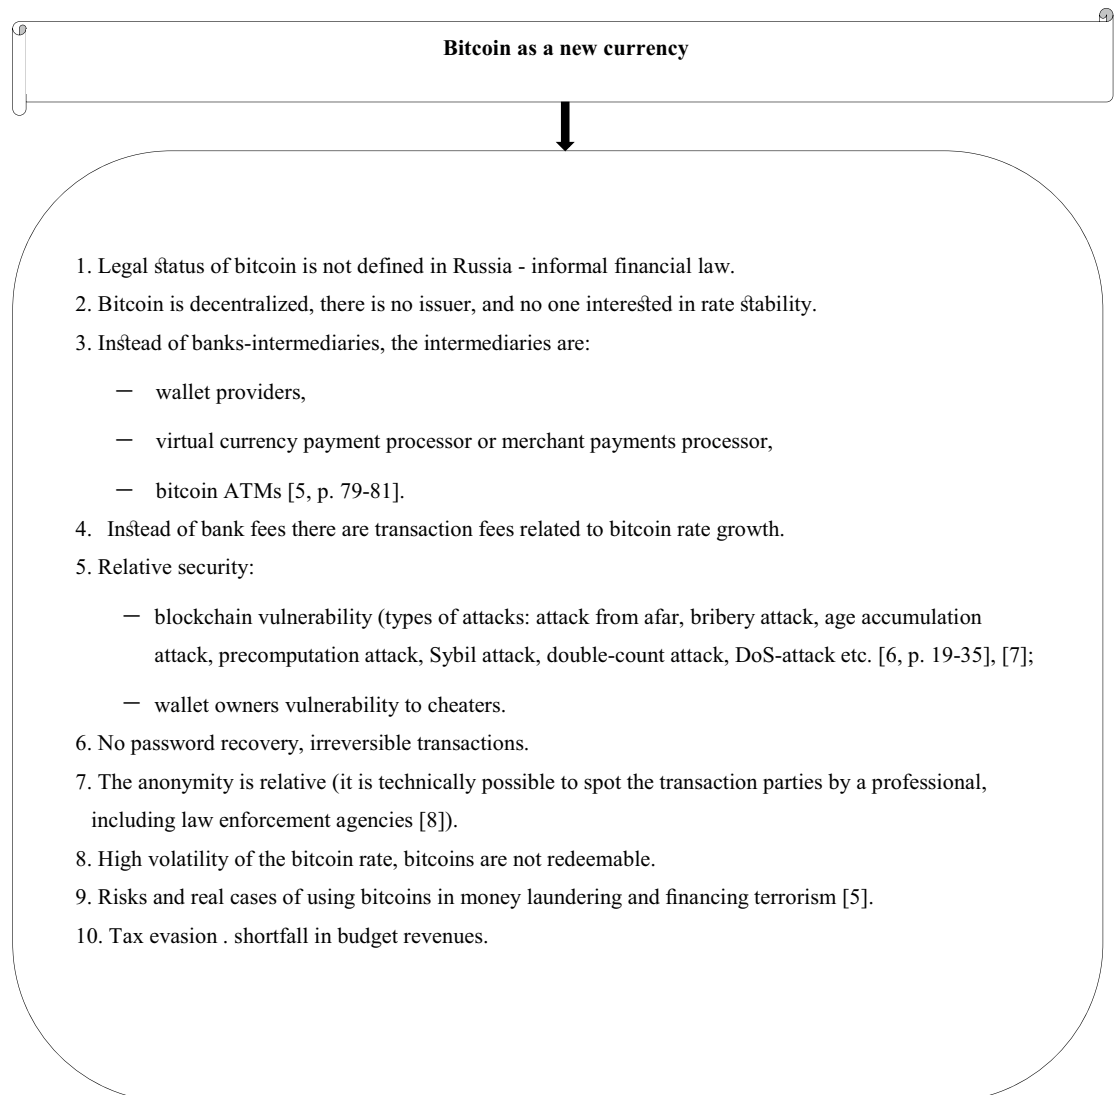 Bitcoin as a new currency
1. Legal status of bitcoin is not defined in Russia - informal financial law.
2. Bitcoin is decentralized, there is no issuer, and no one interested in rate stability.
3. Instead of banks-intermediaries, the intermediaries are:
— wallet providers,
— virtual currency payment processor or merchant payments processor,
— bitcoin ATMs [5, p. 79-81].
4. Instead of bank fees there are transaction fees related to bitcoin rate growth.
5. Relative security:
— blockchain vulnerability (types of attacks: attack from afar, bribery attack, age accumulation
attack, precomputation attack, Sybil attack, double-count attack, DoS-attack etc. [6, p. 19-35], [7];
— wallet owners vulnerability to cheaters.
6. No password recovery, irreversible transactions.
7. The anonymity is relative (it is technically possible to spot the transaction parties by a professional,
including law enforcement agencies [8]).
8. High volatility of the bitcoin rate, bitcoins are not redeemable.
9. Risks and real cases of using bitcoins in money laundering and financing terrorism [5].
10. Tax evasion . shortfall in budget revenues.